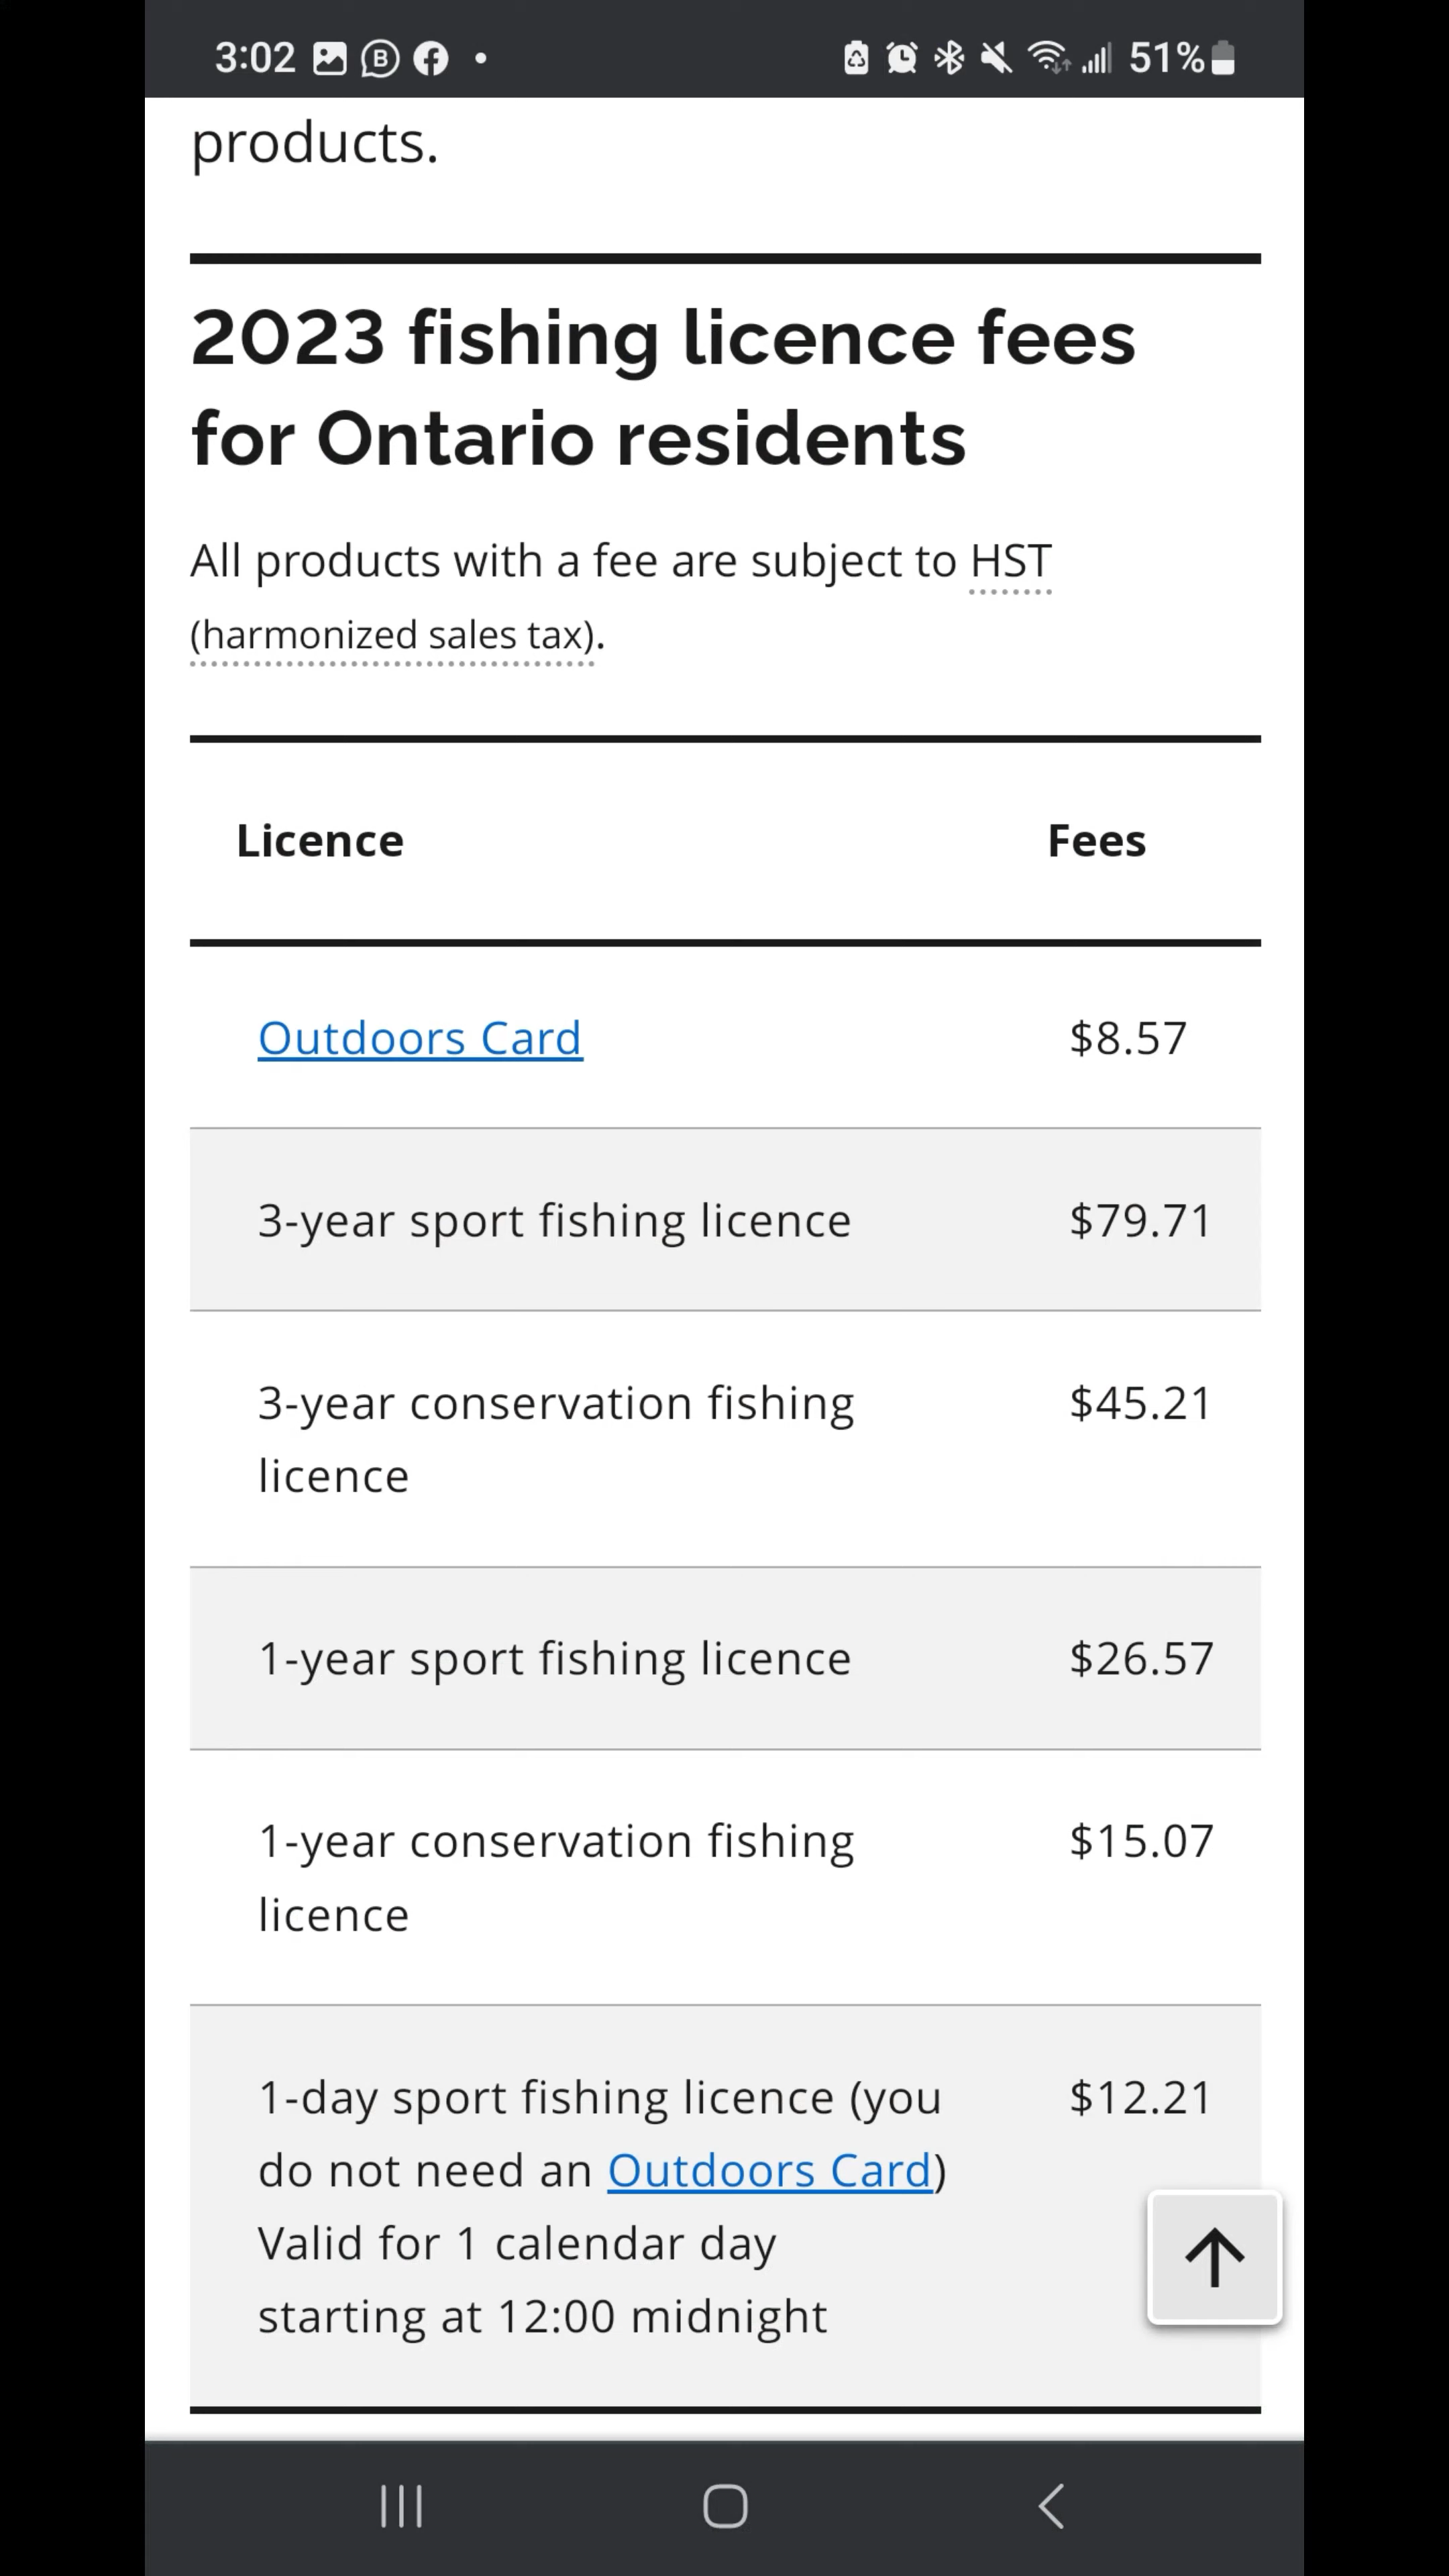 3:02 51%
products.
2023 fishing licence fees
for Ontario residents
All products with a fee are subject to HST
(harmonized sales tax).
Licence Fees
Outdoors Card $8.57
3-year sport fishing licence $79.71
3-year conservation fishing $45.21
licence
1-year sport fishing licence $26.57
1-year conservation fishing $15.07
licence
1-day sport fishing licence (you $12.21
do not need an Outdoors Card)
Valid for 1 calendar day
starting at 12:00 midnight